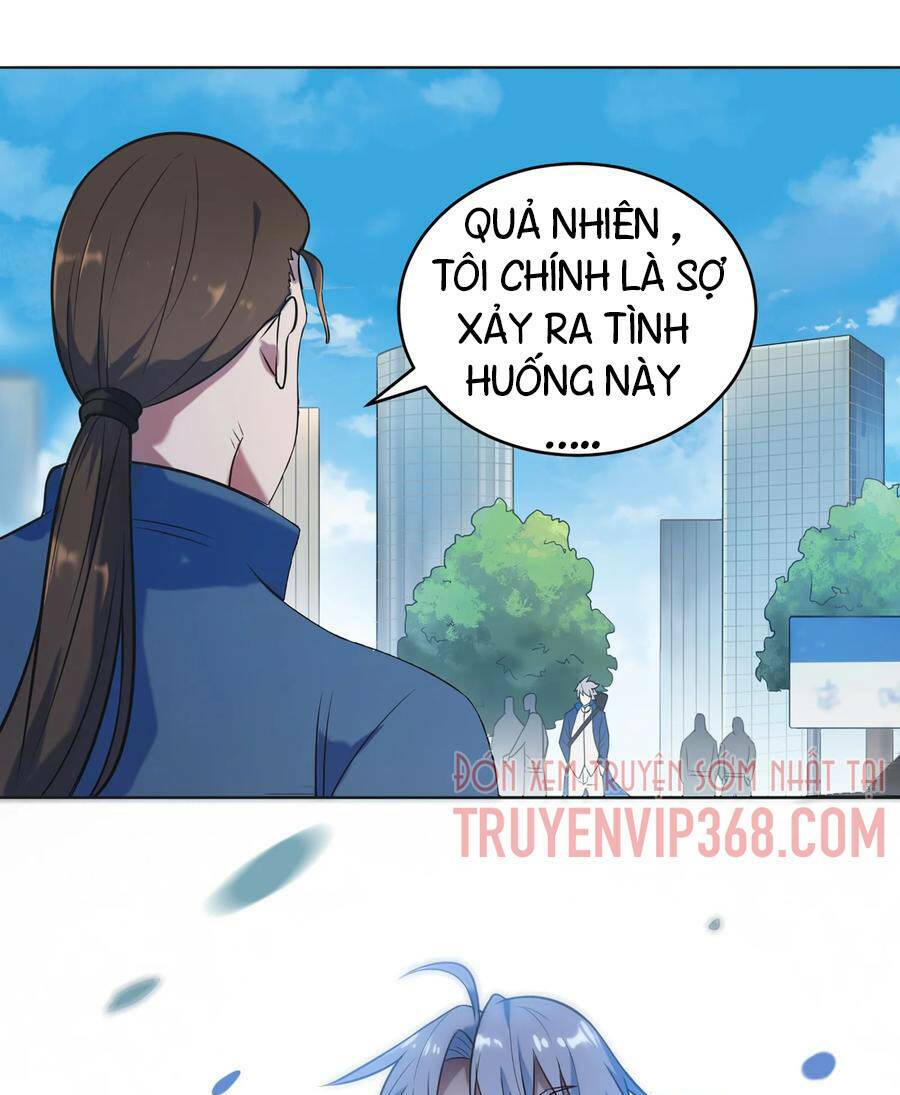 QUẢ NHIÊN,
TÔI CHÍNH LÀ SỢ
XẢY RA TÌNH
HUỐNG NÀY
.....
ĐÓN XEM TRUYỆN SỚM NHẤT TẠI
TRUYENVIP368.COM